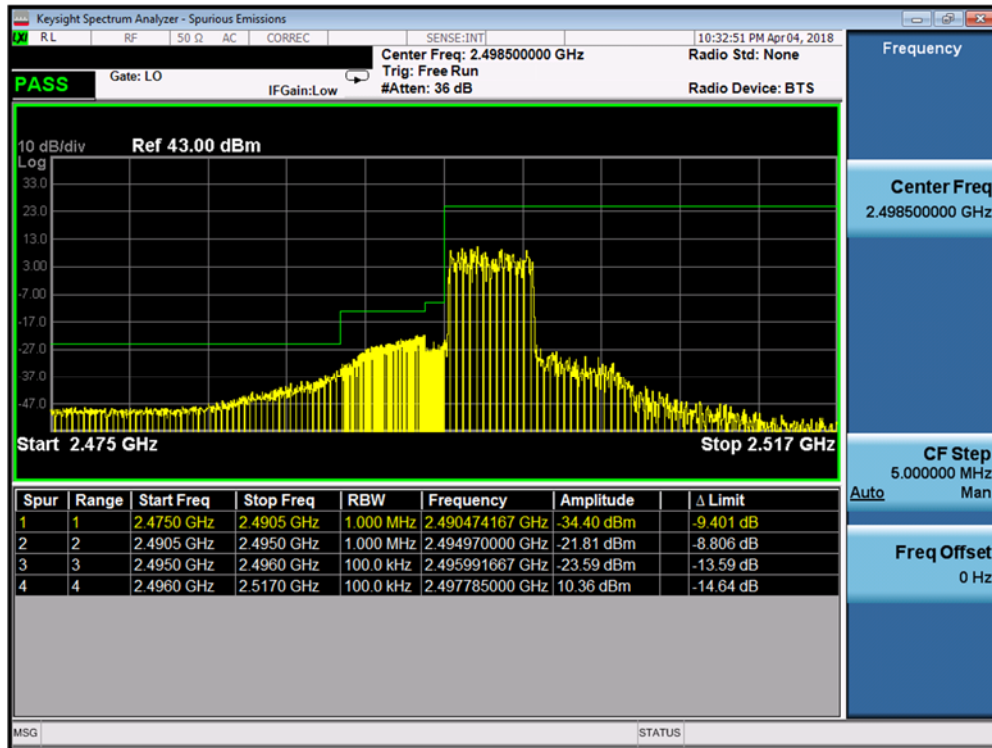 Keysight Spectrum Analyzer - Spurious Emissions
LXI RL RF 50 Ω AC CORREC SENSE:INT 10:32:51 PM Apr 04, 2018
Center Freq: 2.498500000 GHz Radio Std: None
PASS Gate: LO Trig: Free Run
IFGain:Low #Atten: 36 dB Radio Device: BTS
Frequency
10 dB/div Ref 43.00 dBm
Log
33.0
23.0
13.0
3.00
-7.00
-17.0
-27.0
-37.0
-47.0
Start 2.475 GHz Stop 2.517 GHz
Center Freq
2.498500000 GHz
CF Step
5.000000 MHz
Auto Man
Freq Offset
0 Hz
Spur Range Start Freq Stop Freq RBW Frequency Amplitude Δ Limit
1 1 2.4750 GHz 2.4905 GHz 1.000 MHz 2.490474167 GHz -34.40 dBm -9.401 dB
2 2 2.4905 GHz 2.4950 GHz 1.000 MHz 2.494970000 GHz -21.81 dBm -8.806 dB
3 3 2.4950 GHz 2.4960 GHz 100.0 kHz 2.495991667 GHz -23.59 dBm -13.59 dB
4 4 2.4960 GHz 2.5170 GHz 100.0 kHz 2.497785000 GHz 10.36 dBm -14.64 dB
MSG STATUS